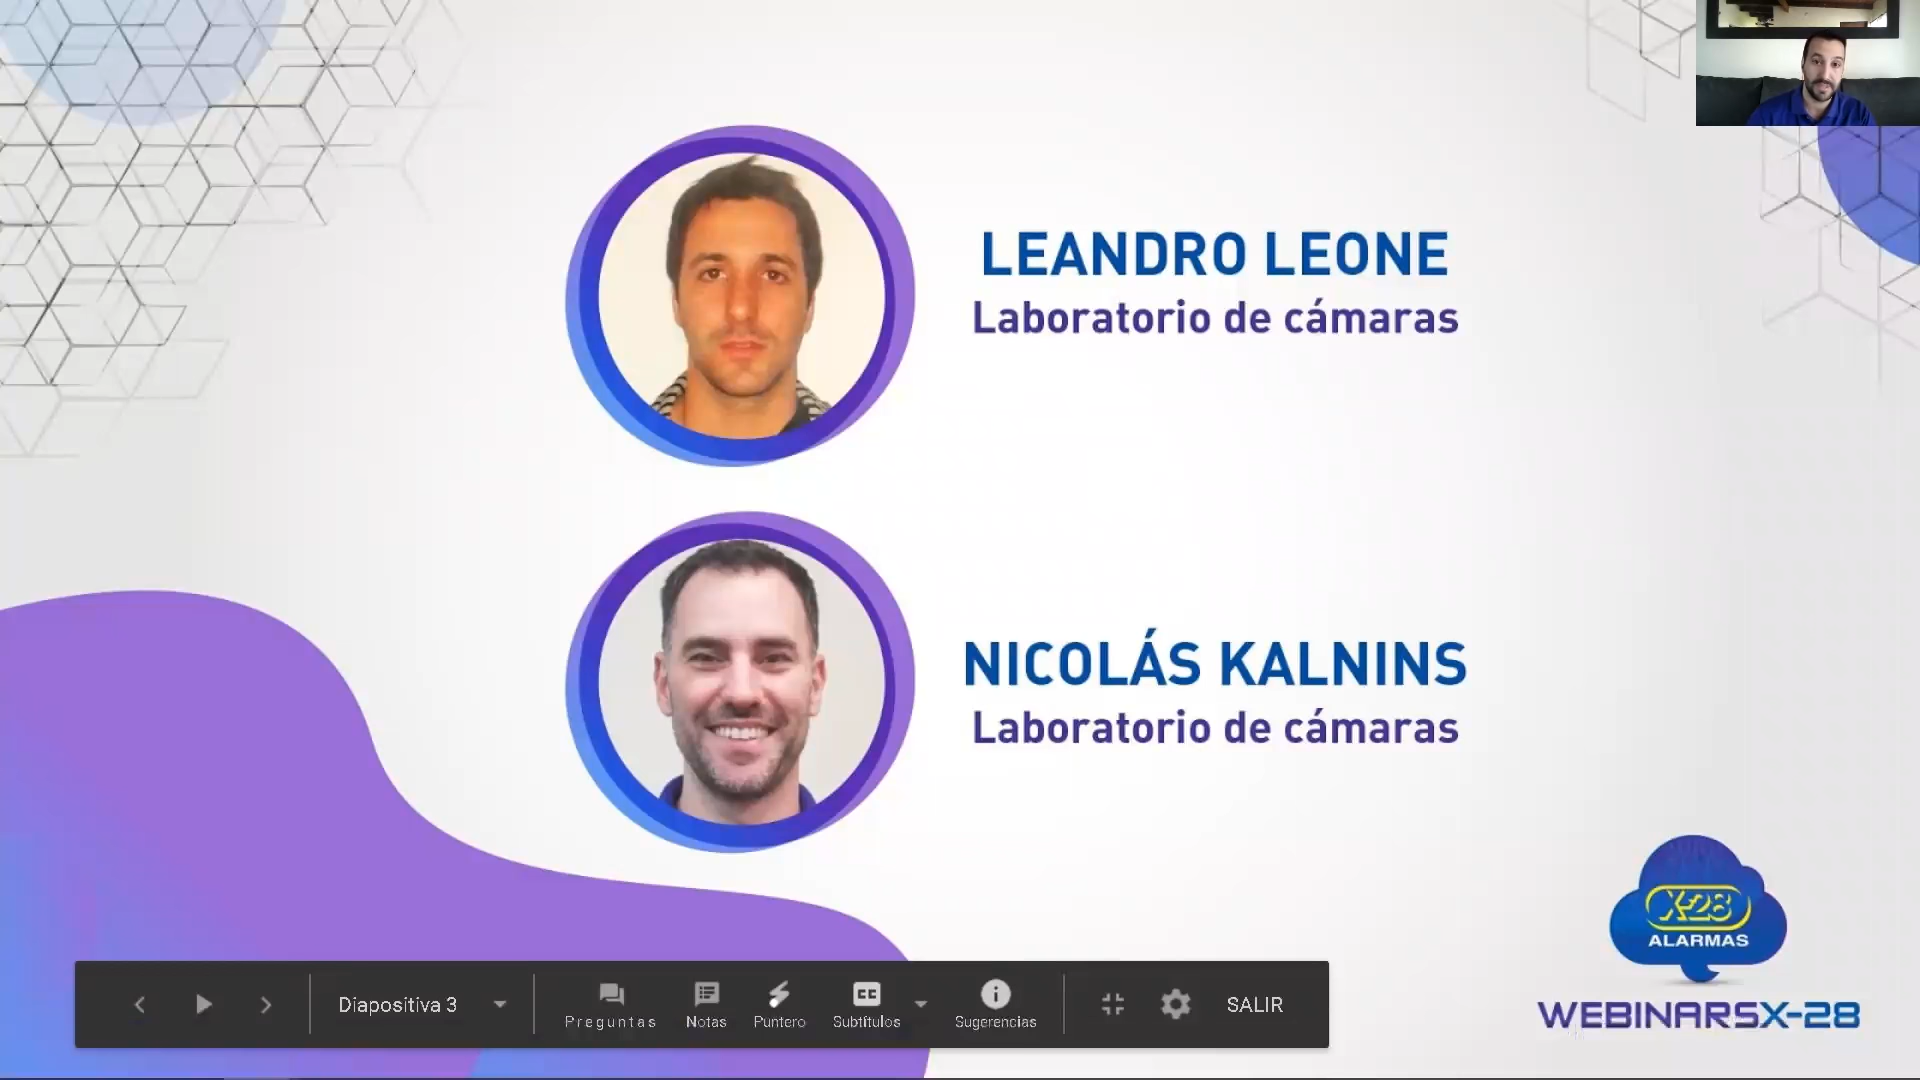 LEANDRO LEONE
Laboratorio de cámaras
NICOLÁS KALNINS
Laboratorio de cámaras
X-28
ALARMAS
WEBINARSX-28
Diapositiva 3
Preguntas
Notas
CC
Puntero
Subtítulos
Sugerencias
SALIR